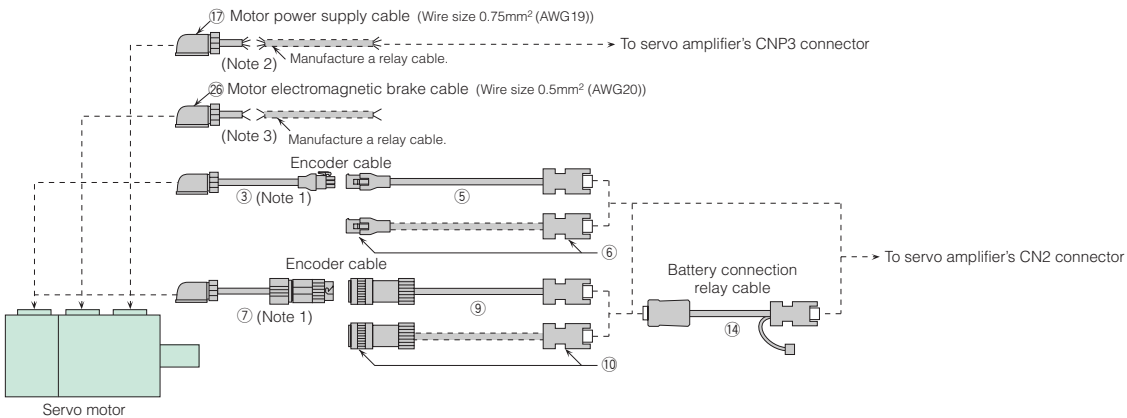 ⑰ Motor power supply cable (Wire size 0.75mm² (AWG19))
To servo amplifier's CNP3 connector
(Note 2) Manufacture a relay cable.
㉖ Motor electromagnetic brake cable (Wire size 0.5mm² (AWG20))
(Note 3) Manufacture a relay cable.
Encoder cable
③ (Note 1)
⑤
⑥
To servo amplifier's CN2 connector
Encoder cable
Battery connection
relay cable
⑦ (Note 1)
⑨
⑭
⑩
Servo motor